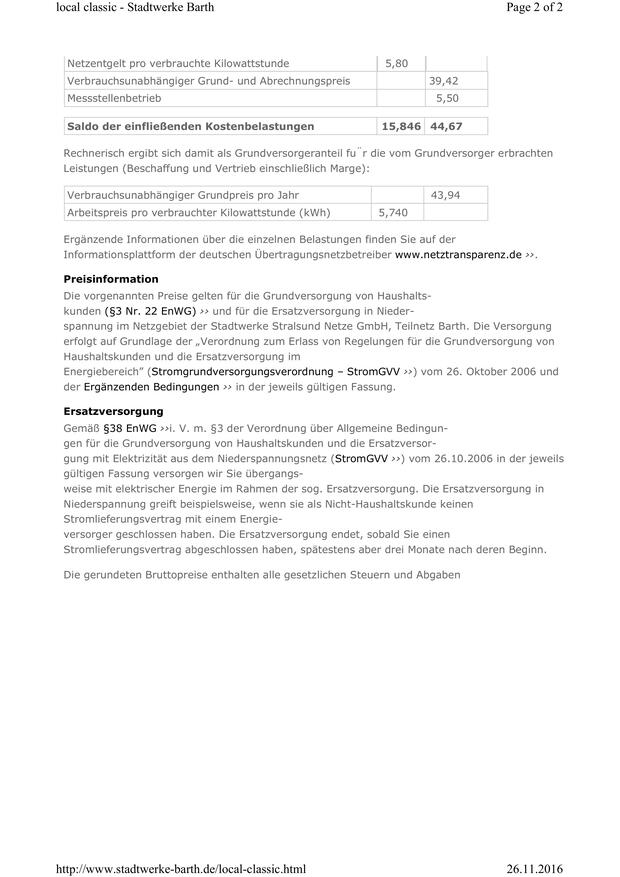 local classic - Stadtwerke Barth Page 2 of 2
Netzentgelt pro verbrauchte Kilowattstunde 5,80
Verbrauchsunabhängiger Grund- und Abrechnungspreis 39,42
Messstellenbetrieb 5,50
Saldo der einfließenden Kostenbelastungen 15,846 44,67
Rechnerisch ergibt sich damit als Grundversorgeranteil fu¨r die vom Grundversorger erbrachten
Leistungen (Beschaffung und Vertrieb einschließlich Marge):
Verbrauchsunabhängiger Grundpreis pro Jahr 43,94
Arbeitspreis pro verbrauchter Kilowattstunde (kWh) 5,740
Ergänzende Informationen über die einzelnen Belastungen finden Sie auf der
Informationsplattform der deutschen Übertragungsnetzbetreiber www.netztransparenz.de >>.
Preisinformation
Die vorgenannten Preise gelten für die Grundversorgung von Haushalts-
kunden (§3 Nr. 22 EnWG) >> und für die Ersatzversorgung in Nieder-
spannung im Netzgebiet der Stadtwerke Stralsund Netze GmbH, Teilnetz Barth. Die Versorgung
erfolgt auf Grundlage der „Verordnung zum Erlass von Regelungen für die Grundversorgung von
Haushaltskunden und die Ersatzversorgung im
Energiebereich” (Stromgrundversorgungsverordnung – StromGVV >>) vom 26. Oktober 2006 und
der Ergänzenden Bedingungen >> in der jeweils gültigen Fassung.
Ersatzversorgung
Gemäß §38 EnWG >>i. V. m. §3 der Verordnung über Allgemeine Bedingun-
gen für die Grundversorgung von Haushaltskunden und die Ersatzversor-
gung mit Elektrizität aus dem Niederspannungsnetz (StromGVV >>) vom 26.10.2006 in der jeweils
gültigen Fassung versorgen wir Sie übergangs-
weise mit elektrischer Energie im Rahmen der sog. Ersatzversorgung. Die Ersatzversorgung in
Niederspannung greift beispielsweise, wenn sie als Nicht-Haushaltskunde keinen
Stromlieferungsvertrag mit einem Energie-
versorger geschlossen haben. Die Ersatzversorgung endet, sobald Sie einen
Stromlieferungsvertrag abgeschlossen haben, spätestens aber drei Monate nach deren Beginn.
Die gerundeten Bruttopreise enthalten alle gesetzlichen Steuern und Abgaben
http://www.stadtwerke-barth.de/local-classic.html 26.11.2016